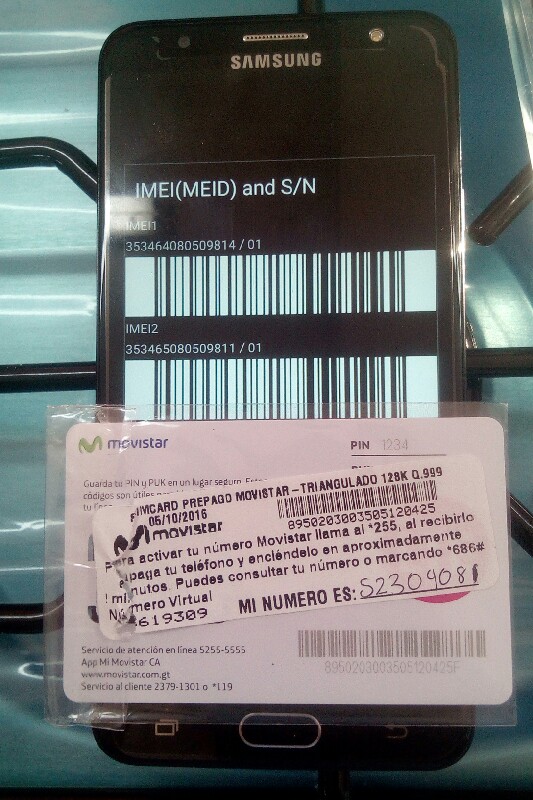 SAMSUNG
IMEI(MEID) and S/N
IMEI1
353464080509814 / 01
IMEI2
353465080509811 / 01
movistar
PIN 1234
Guarda tu PIN y PUK en un lugar seguro.
códigos son útiles
SIMCARD PREPAGO MOVISTAR-TRIANGULADO 128K Q.999
05/10/2016
movistar
8950203003505120425
Para activar tu número Movistar llama al *255, al recibirlo
apaga tu teléfono y enciéndelo en aproximadamente
minutos. Puedes consultar tu número o marcando *686#
Número Virtual
619309
MI NUMERO ES: 52304081
Servicio de atención en línea 5255-5555
App Mi Movistar CA
www.movistar.com.gt
Servicio al cliente 2379-1301 o *119
8950203003505120425F